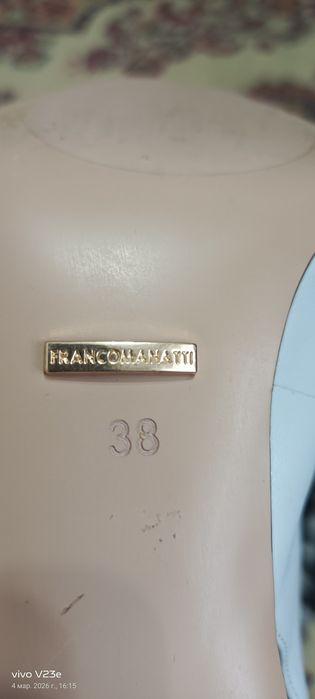 FRANCOMANATTI
38
vivo V23e
4 мар. 2026 г., 16:15